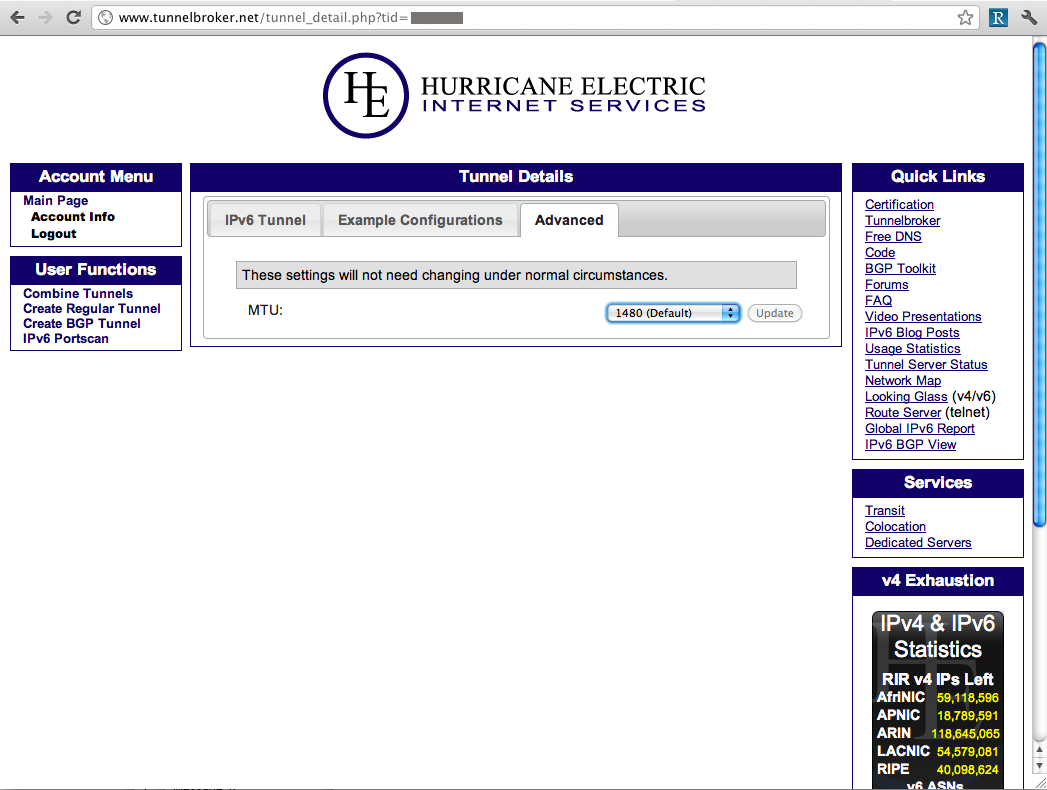 www.tunnelbroker.net/tunnel_detail.php?tid=
R
HE
HURRICANE ELECTRIC
INTERNET SERVICES
Account Menu
Main Page
Account Info
Logout
User Functions
Combine Tunnels
Create Regular Tunnel
Create BGP Tunnel
IPv6 Portscan
Tunnel Details
IPv6 Tunnel
Example Configurations
Advanced
These settings will not need changing under normal circumstances.
MTU:
1480 (Default)
Update
Quick Links
Certification
Tunnelbroker
Free DNS
Code
BGP Toolkit
Forums
FAQ
Video Presentations
IPv6 Blog Posts
Usage Statistics
Tunnel Server Status
Network Map
Looking Glass (v4/v6)
Route Server (telnet)
Global IPv6 Report
IPv6 BGP View
Services
Transit
Colocation
Dedicated Servers
v4 Exhaustion
IPv4 & IPv6
Statistics
RIR v4 IPs Left
AfriNIC 59,118,596
APNIC 18,789,591
ARIN 118,645,065
LACNIC 54,579,081
RIPE 40,098,624
v6 ASNs